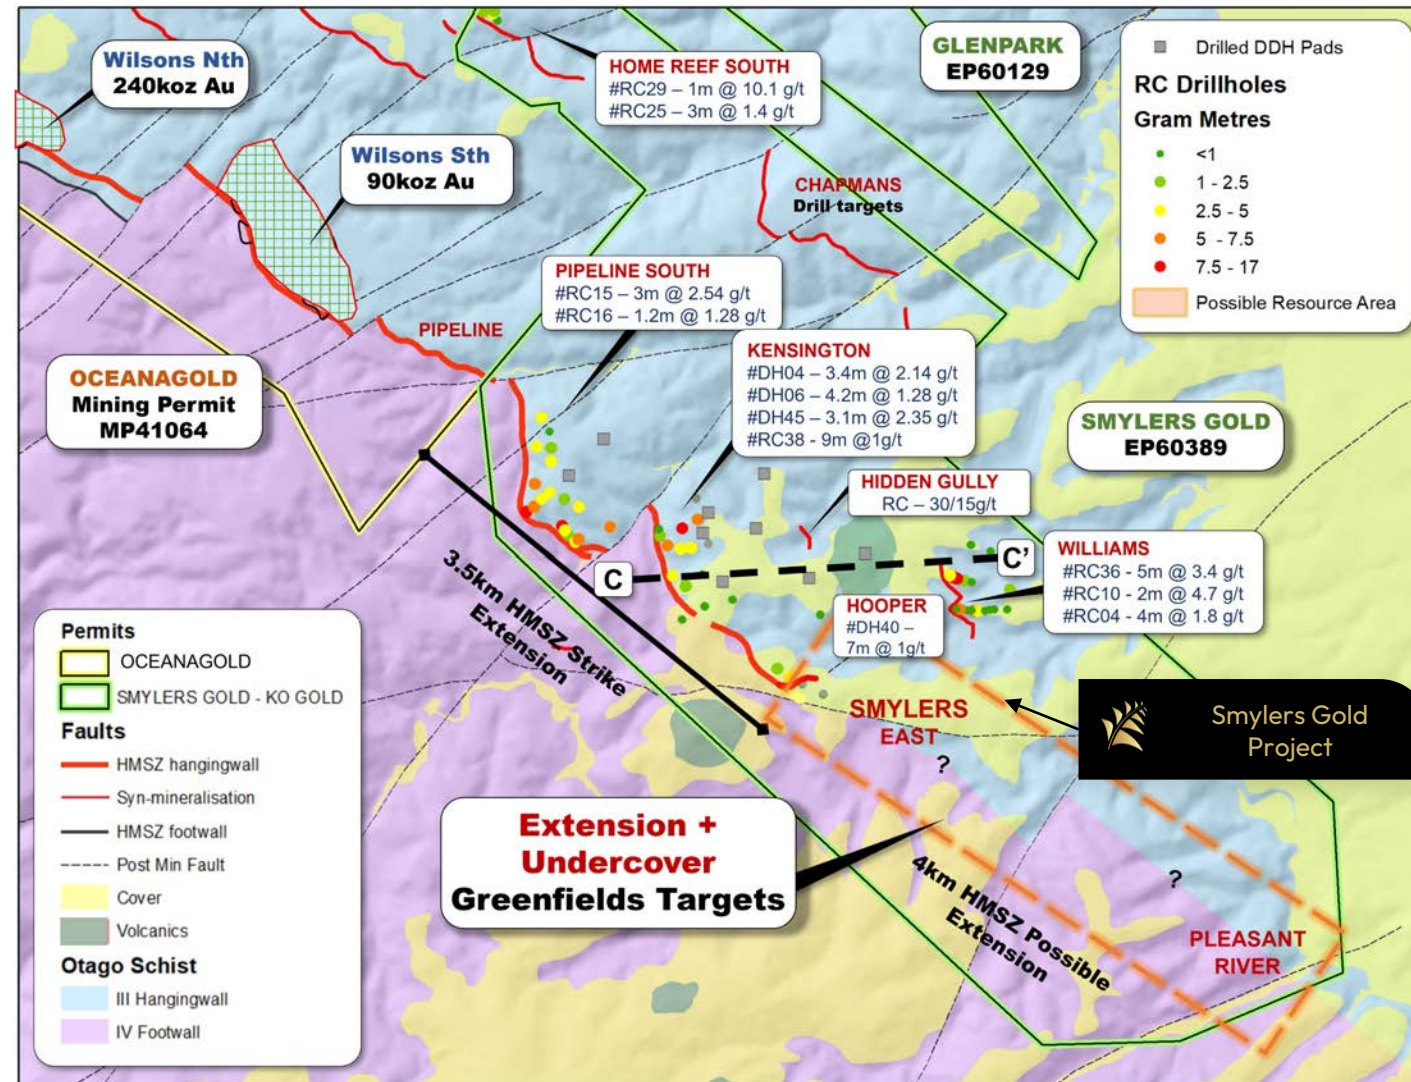 Wilsons Nth
240koz Au
HOME REEF SOUTH
#RC29 – 1m @ 10.1 g/t
#RC25 – 3m @ 1.4 g/t
GLENPARK
EP60129
Drilled DDH Pads
RC Drillholes
Gram Metres
<1
1 - 2.5
2.5 - 5
5 - 7.5
7.5 - 17
Possible Resource Area
Wilsons Sth
90koz Au
CHAPMANS
Drill targets
PIPELINE SOUTH
#RC15 – 3m @ 2.54 g/t
#RC16 – 1.2m @ 1.28 g/t
PIPELINE
KENSINGTON
#DH04 – 3.4m @ 2.14 g/t
#DH06 – 4.2m @ 1.28 g/t
#DH45 – 3.1m @ 2.35 g/t
#RC38 - 9m @1g/t
OCEANAGOLD
Mining Permit
MP41064
SMYLERS GOLD
EP60389
HIDDEN GULLY
RC – 30/15g/t
C
C'
WILLIAMS
#RC36 - 5m @ 3.4 g/t
#RC10 - 2m @ 4.7 g/t
#RC04 - 4m @ 1.8 g/t
3.5km HMSZ Strike
Extension
HOOPER
#DH40 –
7m @ 1g/t
SMYLERS
EAST
?
Smylers Gold
Project
Extension +
Undercover
Greenfields Targets
4km HMSZ Possible
Extension
?
PLEASANT
RIVER
Permits
OCEANAGOLD
SMYLERS GOLD - KO GOLD
Faults
HMSZ hangingwall
Syn-mineralisation
HMSZ footwall
Post Min Fault
Cover
Volcanics
Otago Schist
III Hangingwall
IV Footwall